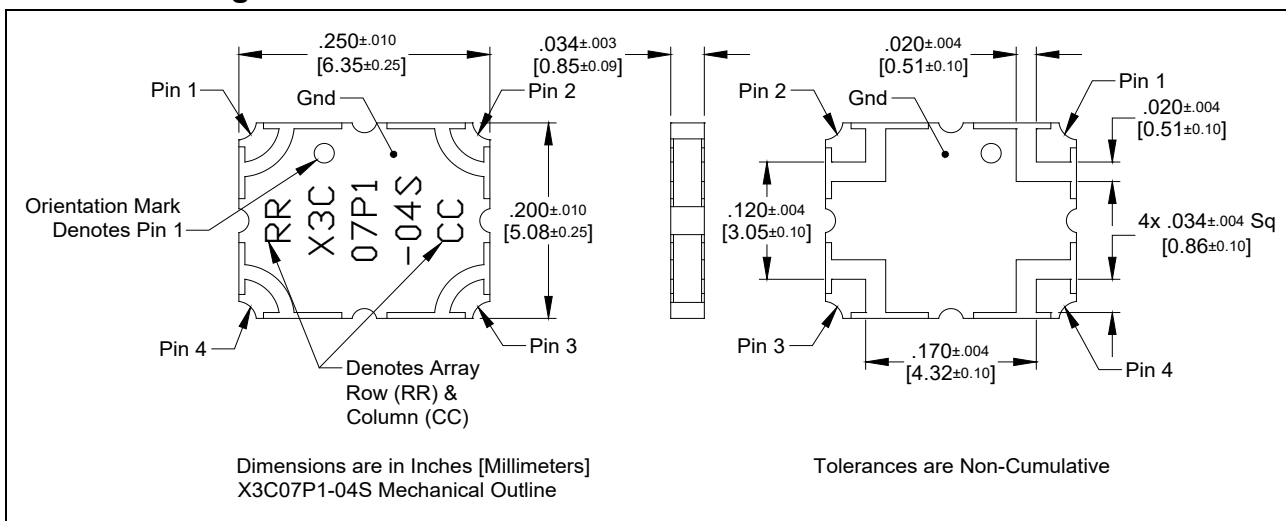 .250±.010
[6.35±0.25]
.034±.003
[0.85±0.09]
.020±.004
[0.51±0.10]
Pin 1
Gnd
Pin 2
Pin 2
Gnd
Pin 1
.020±.004
[0.51±0.10]
Orientation Mark
Denotes Pin 1
RR
X3C
07P1
-04S
CC
.200±.010
[5.08±0.25]
.120±.004
[3.05±0.10]
4x .034±.004 Sq
[0.86±0.10]
Pin 4
Pin 3
Denotes Array
Row (RR) &
Column (CC)
Pin 3
.170±.004
[4.32±0.10]
Pin 4
Dimensions are in Inches [Millimeters]
X3C07P1-04S Mechanical Outline
Tolerances are Non-Cumulative